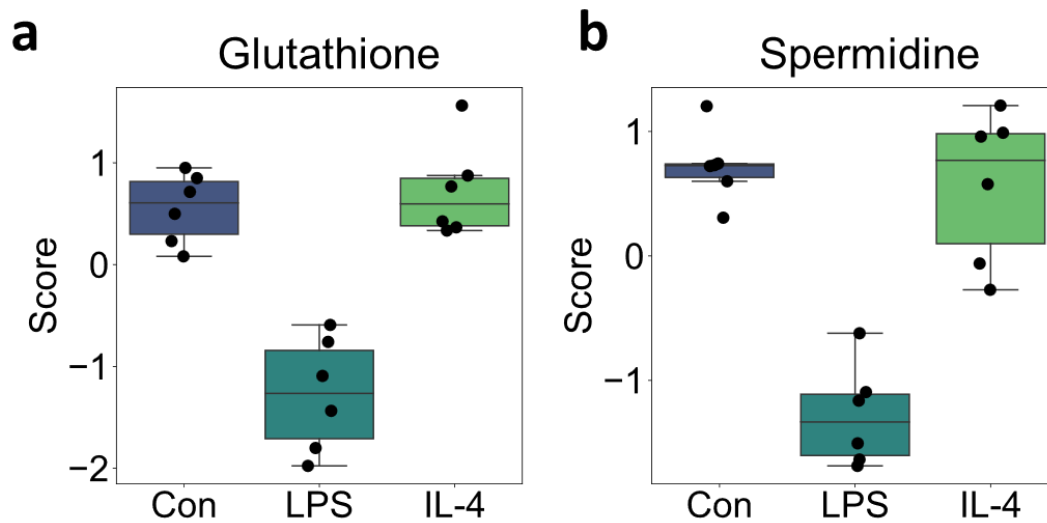 a
Glutathione
Score
1
0
−1
−2
Con LPS IL-4
b
Spermidine
Score
1
0
−1
Con LPS IL-4